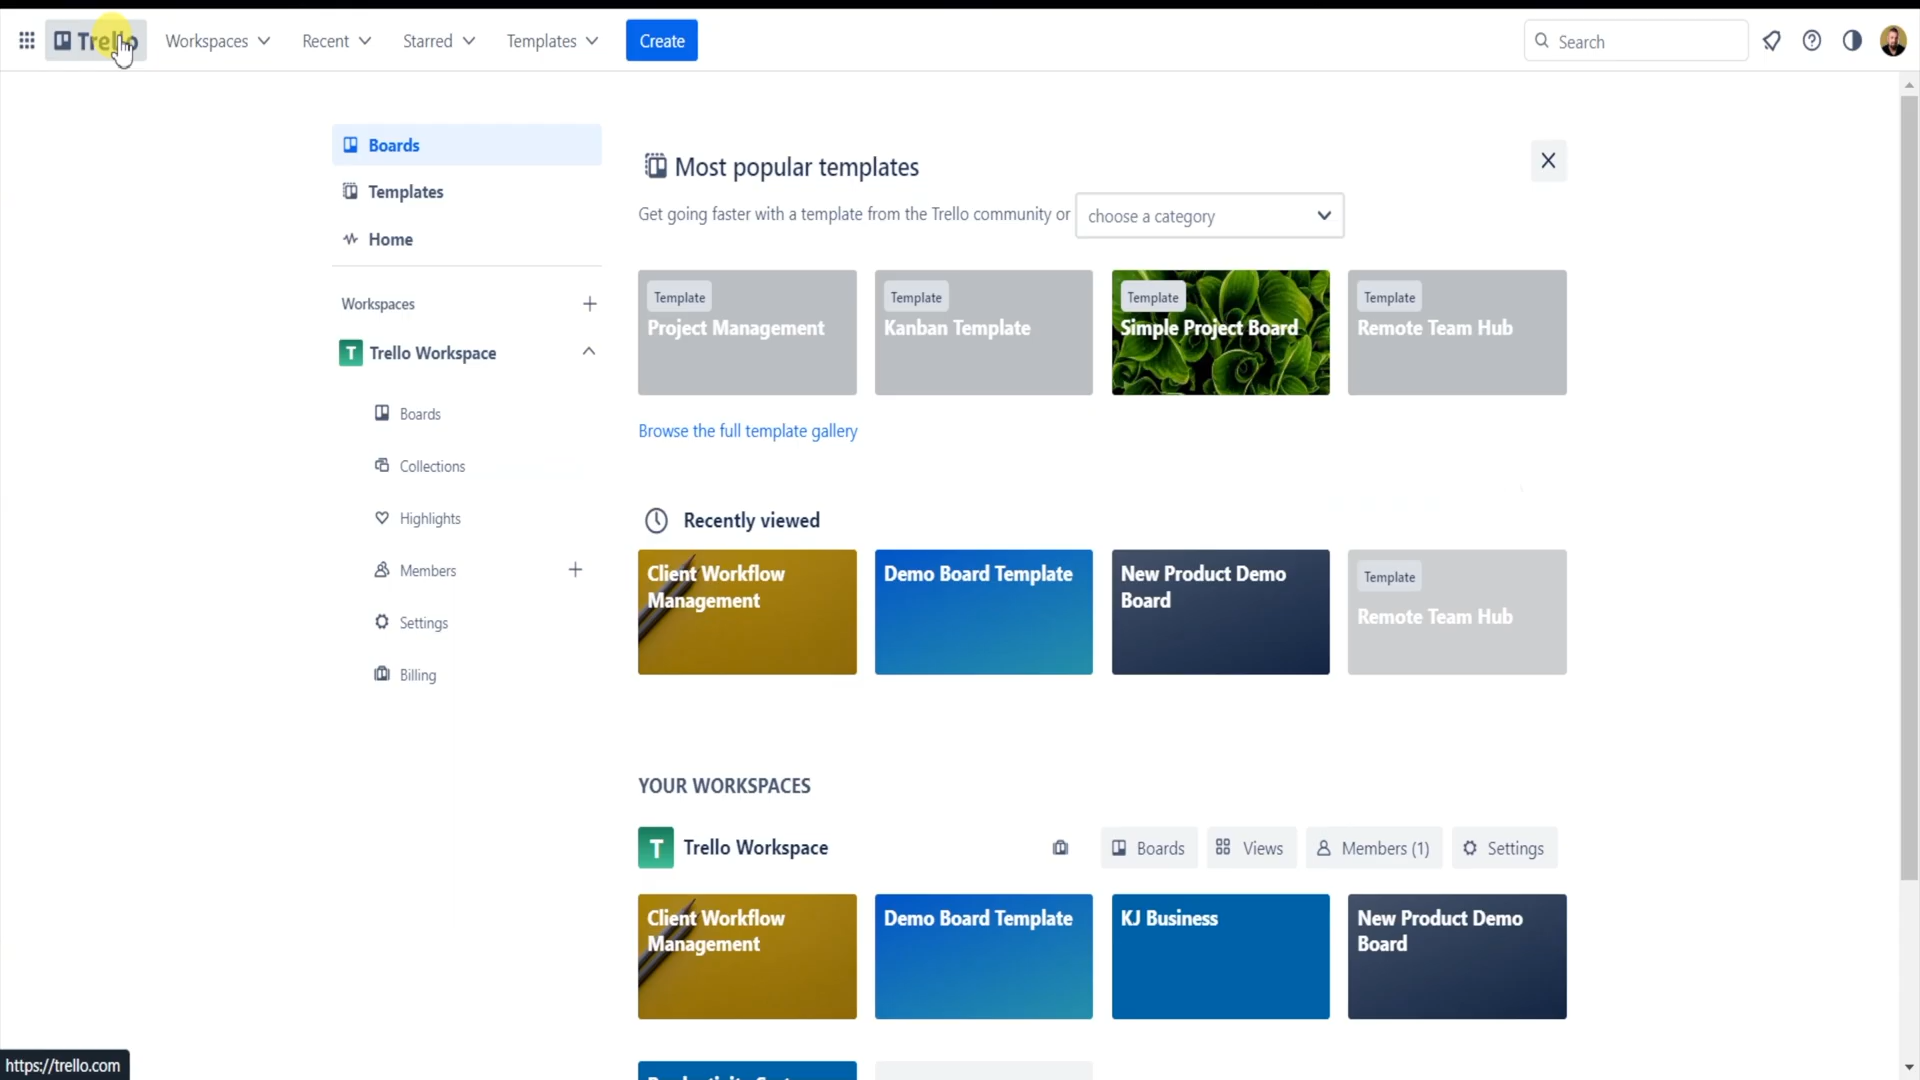 Trello
Workspaces
Recent
Starred
Templates
Create
Search
Boards
Templates
Home
Workspaces
T Trello Workspace
Boards
Collections
Highlights
Members
Settings
Billing
Most popular templates
Get going faster with a template from the Trello community or
choose a category
Template
Project Management
Template
Kanban Template
Template
Simple Project Board
Template
Remote Team Hub
Browse the full template gallery
Recently viewed
Client Workflow
Management
Demo Board Template
New Product Demo
Board
Template
Remote Team Hub
YOUR WORKSPACES
T Trello Workspace
Boards
Views
Members (1)
Settings
Client Workflow
Management
Demo Board Template
KJ Business
New Product Demo
Board
https://trello.com